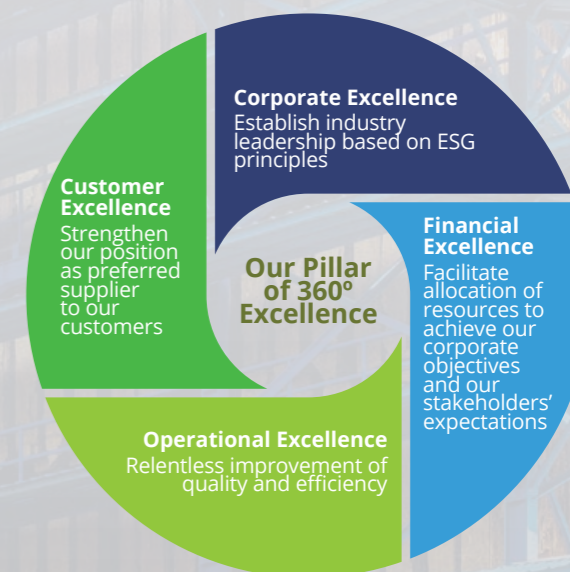 Corporate Excellence
Establish industry
leadership based on ESG
principles
Customer
Excellence
Strengthen
our position
as preferred
supplier
to our
customers
Our Pillar
of 360º
Excellence
Financial
Excellence
Facilitate
allocation of
resources to
achieve our
corporate
objectives
and our
stakeholders’
expectations
Operational Excellence
Relentless improvement of
quality and efficiency